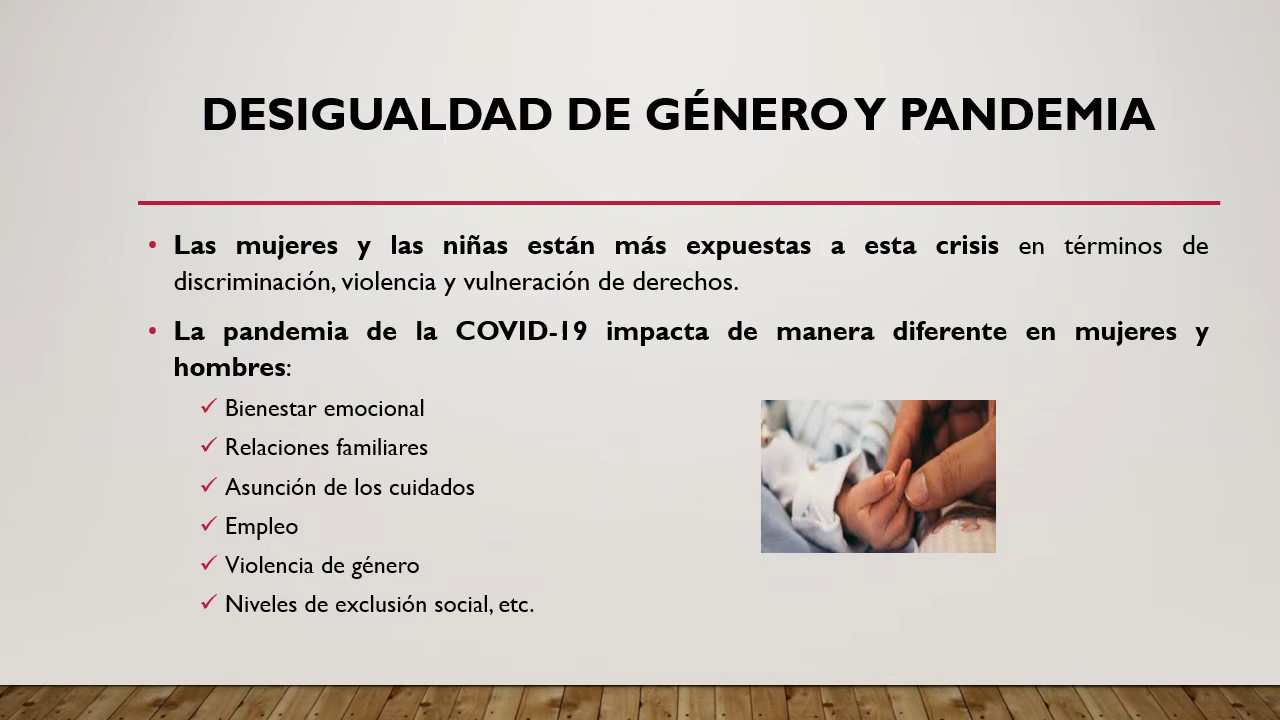 DESIGUALDAD DE GÉNERO Y PANDEMIA
• Las mujeres y las niñas están más expuestas a esta crisis en términos de
discriminación, violencia y vulneración de derechos.
• La pandemia de la COVID-19 impacta de manera diferente en mujeres y
hombres:
✓ Bienestar emocional
✓ Relaciones familiares
✓ Asunción de los cuidados
✓ Empleo
✓ Violencia de género
✓ Niveles de exclusión social, etc.